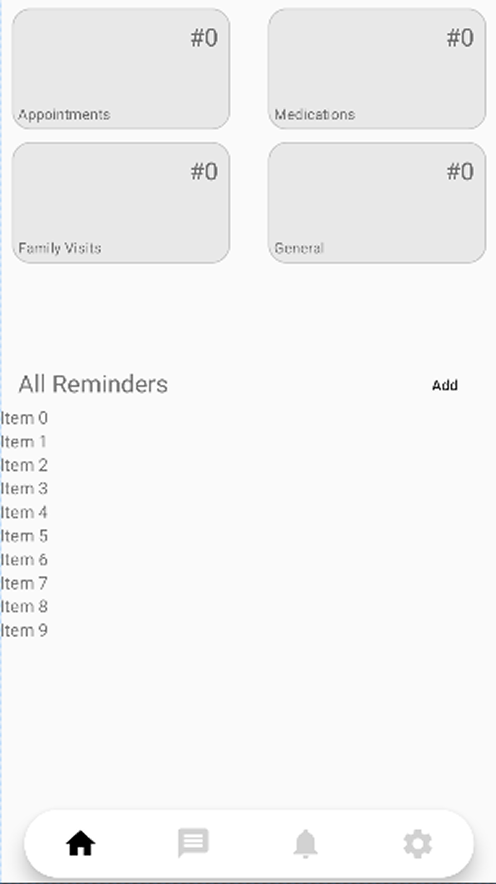 #0 #0
Appointments Medications
#0 #0
Family Visits General
All Reminders Add
Item 0
Item 1
Item 2
Item 3
Item 4
Item 5
Item 6
Item 7
Item 8
Item 9